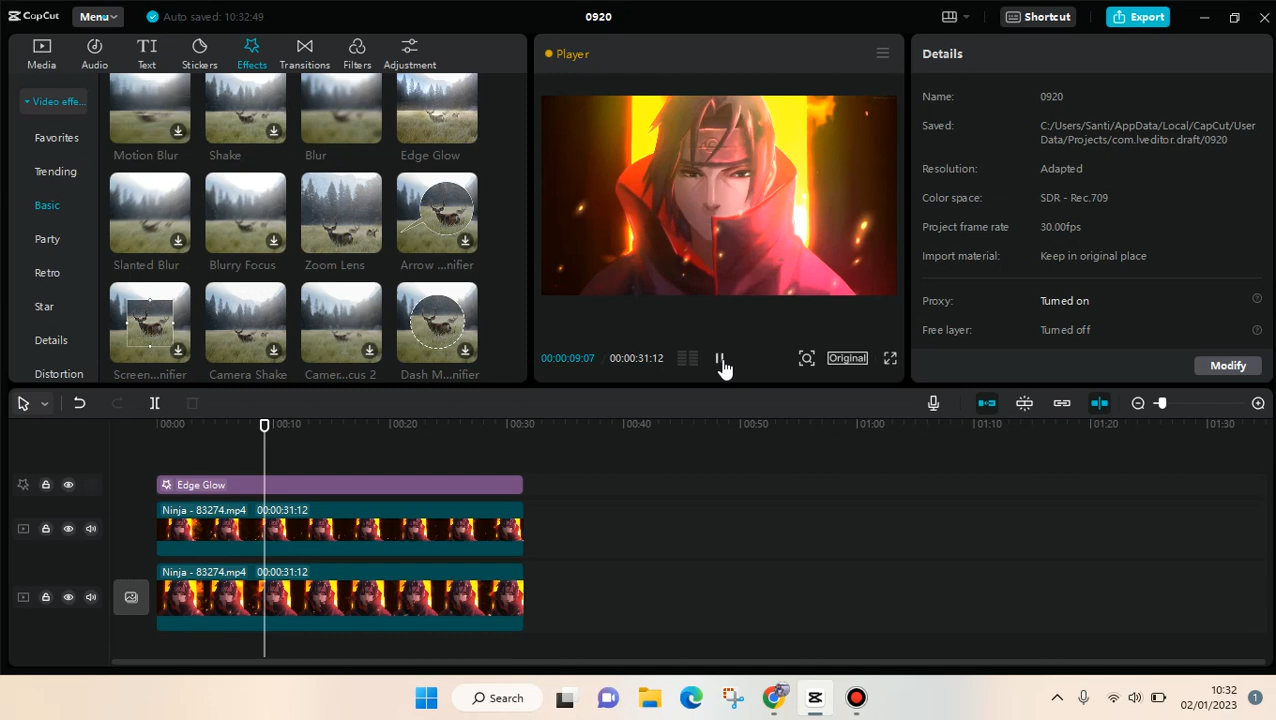 CapCut Menu Auto saved: 10:32:49 0920 Shortcut Export
Media Audio Text Stickers Effects Transitions Filters Adjustment
Video effe...
Favorites
Trending
Basic
Party
Retro
Star
Details
Distortion
Motion Blur Shake Blur Edge Glow
Slanted Blur Blurry Focus Zoom Lens Arrow ...nifier
Screen...nifier Camera Shake Camer...cus 2 Dash M...nifier
Player
00:00:09:07 00:00:31:12 Original
Details
Name: 0920
Saved: C:/Users/Santi/AppData/Local/CapCut/User
Data/Projects/com.lveditor.draft/0920
Resolution: Adapted
Color space: SDR - Rec.709
Project frame rate 30.00fps
Import material: Keep in original place
Proxy: Turned on
Free layer: Turned off
Modify
00:00 00:10 00:20 00:30 00:40 00:50 01:00 01:10 01:20 01:30
Edge Glow
Ninja - 83274.mp4 00:00:31:12
Ninja - 83274.mp4 00:00:31:12
Search
10:32
02/01/2023
1